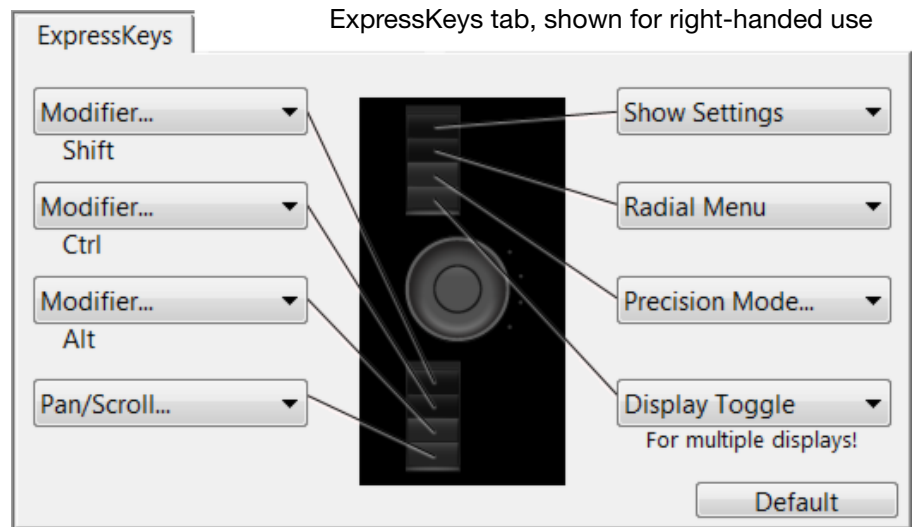 ExpressKeys tab, shown for right-handed use
ExpressKeys
Modifier...
Shift
Modifier...
Ctrl
Modifier...
Alt
Pan/Scroll...
Show Settings
Radial Menu
Precision Mode...
Display Toggle
For multiple displays!
Default